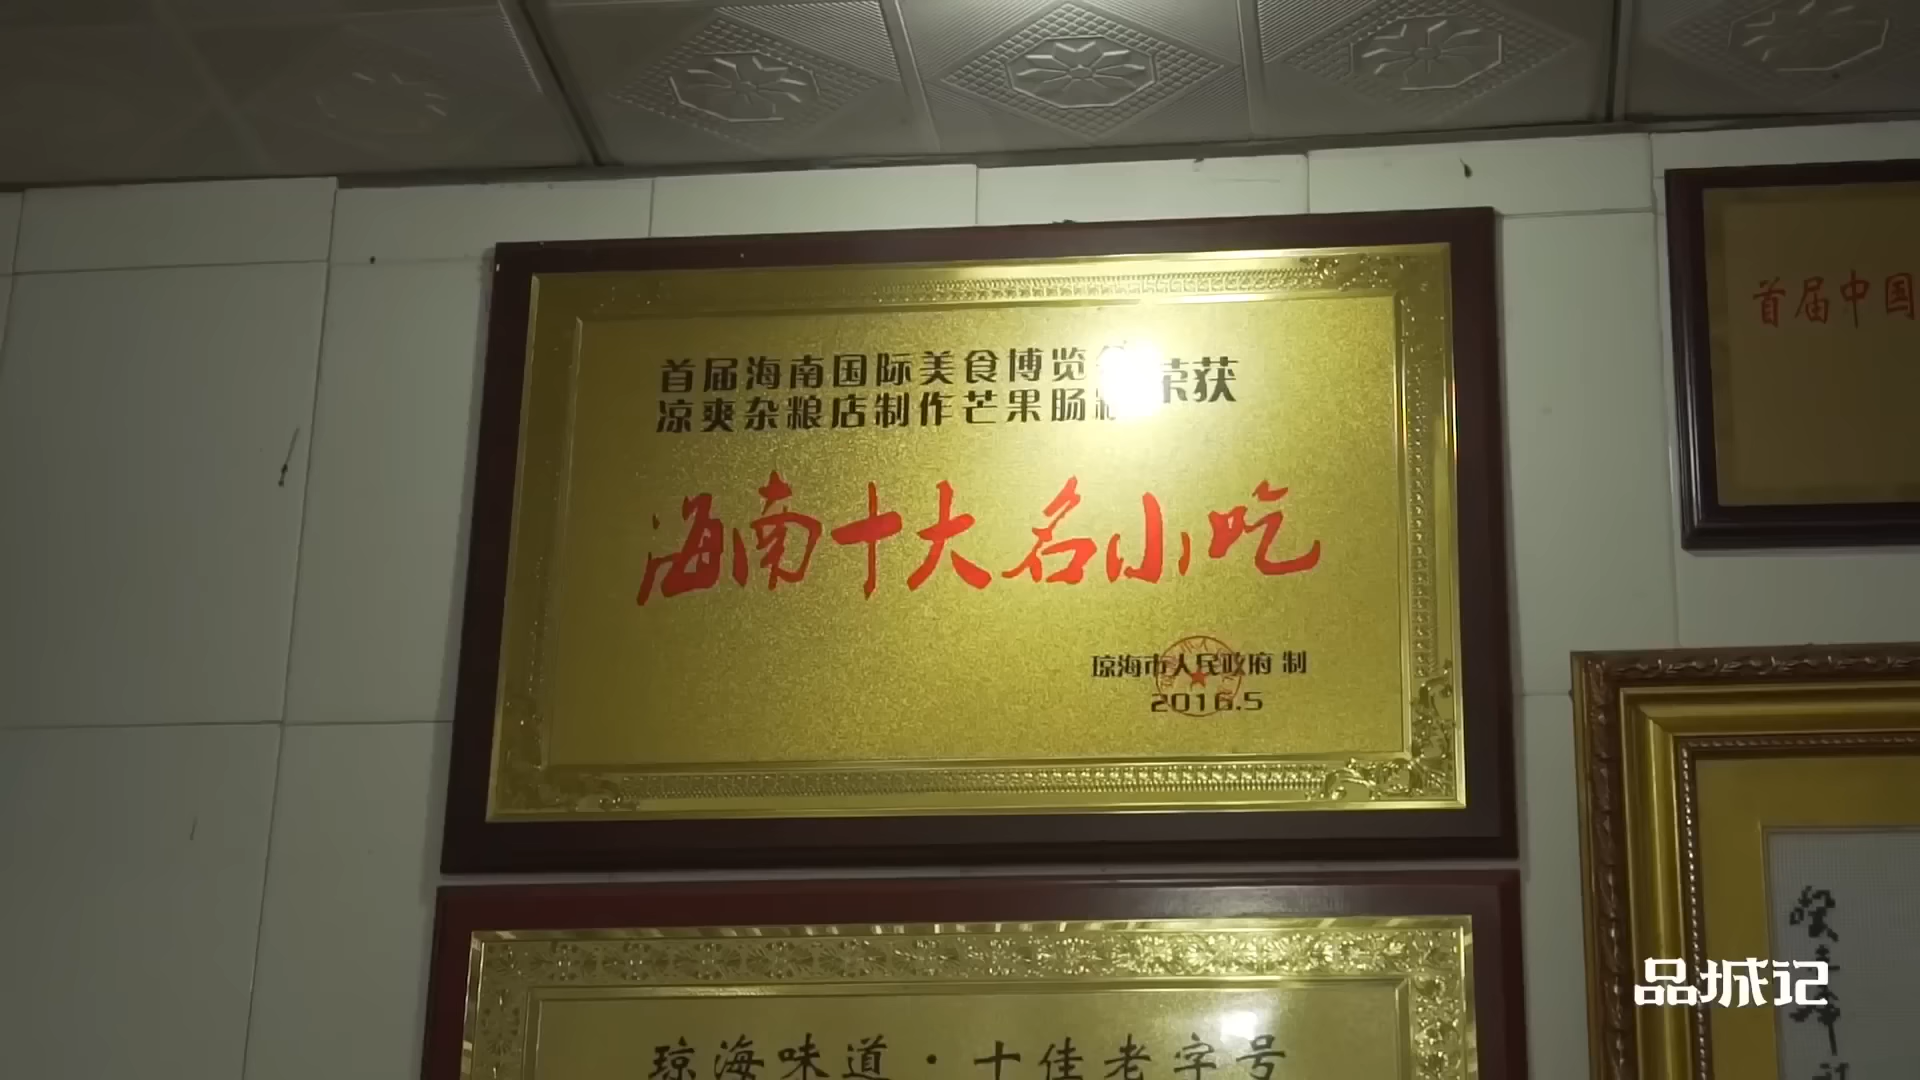 首届海南国际美食博览
凉爽杂粮店制作芒果肠
荣获
海南十大名小吃
琼海市人民政府 制
2016.5
首届中国
琼海味道·十佳老字号
品城记